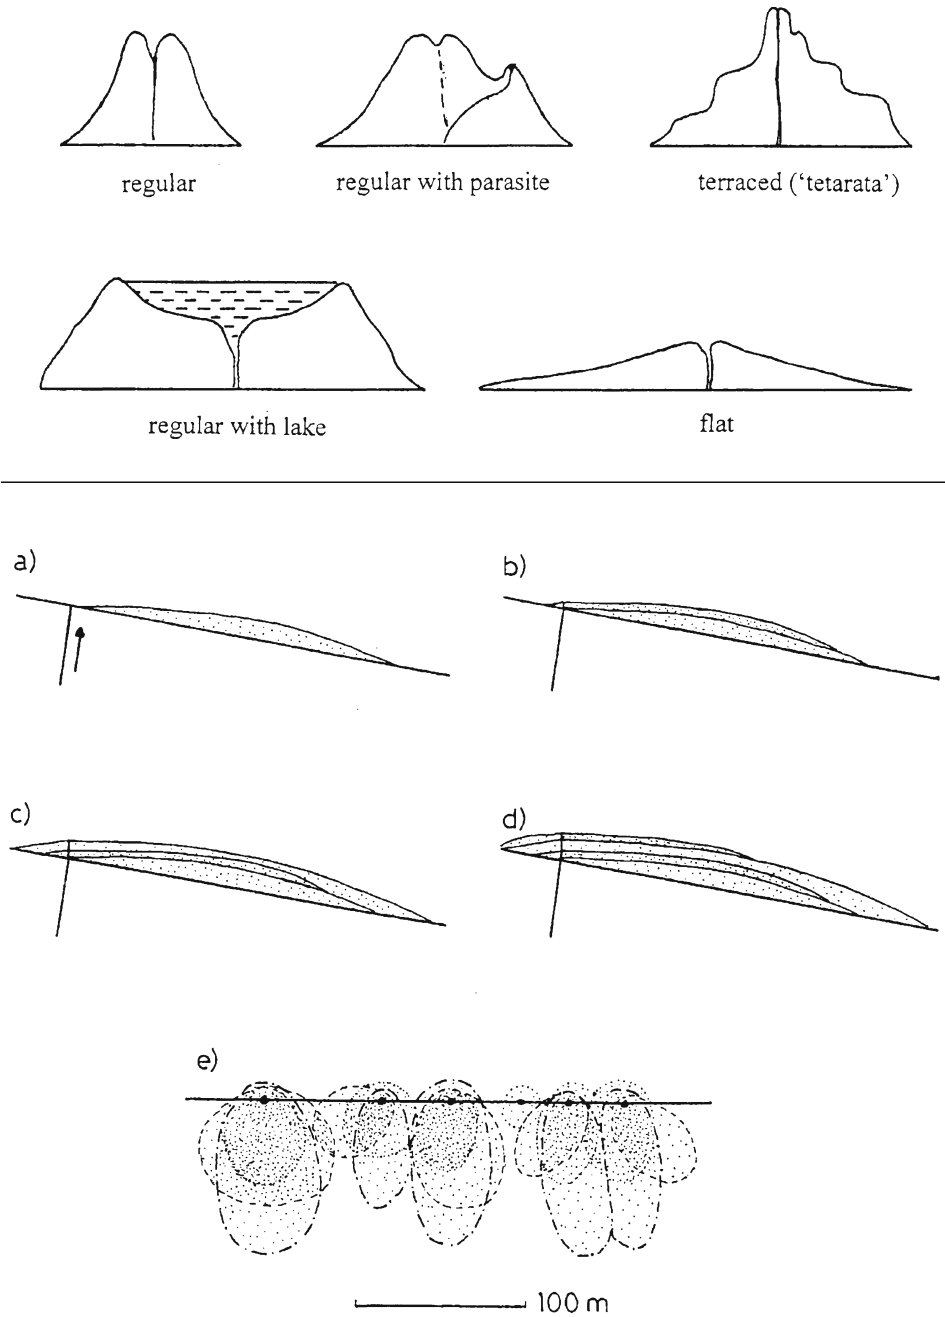 regular
regular with parasite
terraced (‘tetarata’)
regular with lake
flat
a)
b)
c)
d)
e)
100 m